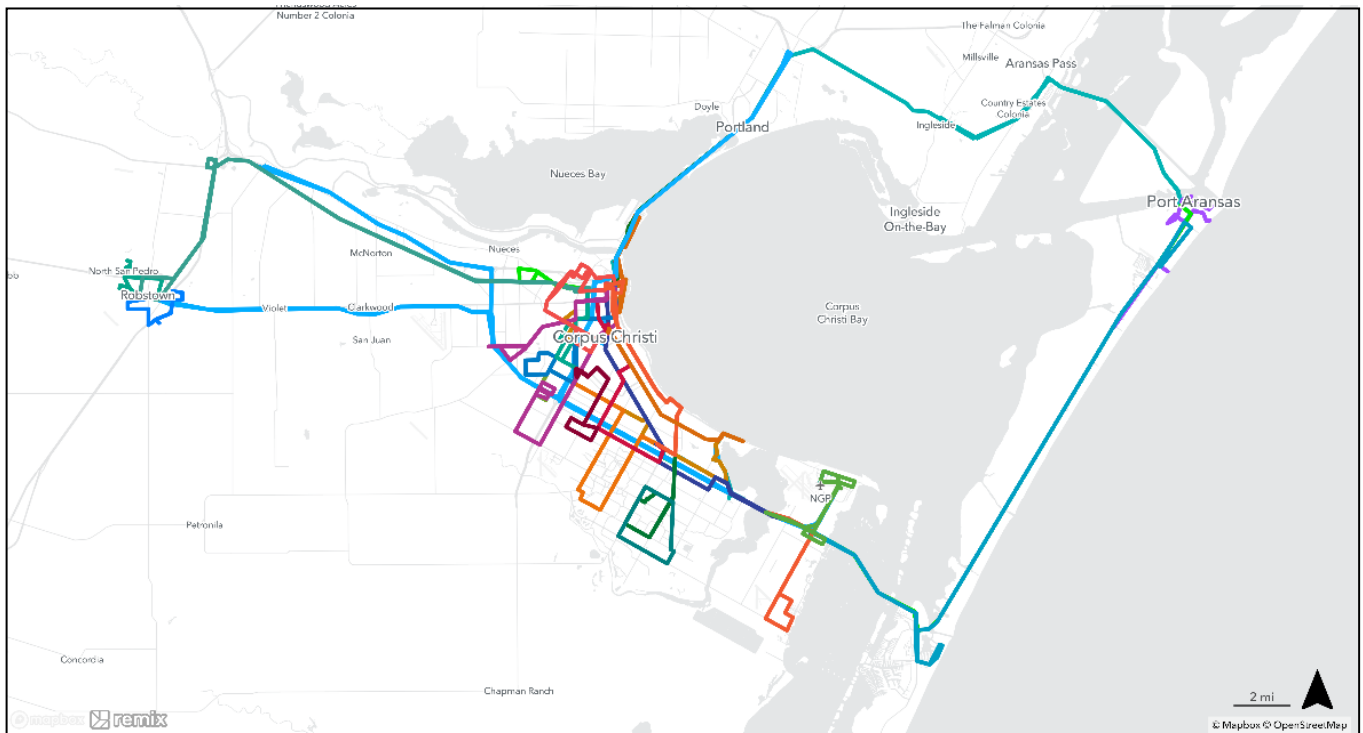 Number 2 Colonia
The Falman Colonia
Millsville
Aransas Pass
Doyle
Country Estates
Colonia
Portland
Ingleside
Nueces Bay
Port Aransas
Ingleside
On-the-Bay
Nueces
McNorton
North San Pedro
Robstown
Violet
Clarkwood
Corpus
Christi Bay
San Juan
Corpus Christi
NGP
Petronila
Concordia
Chapman Ranch
2 mi
mapbox remix
© Mapbox © OpenStreetMap